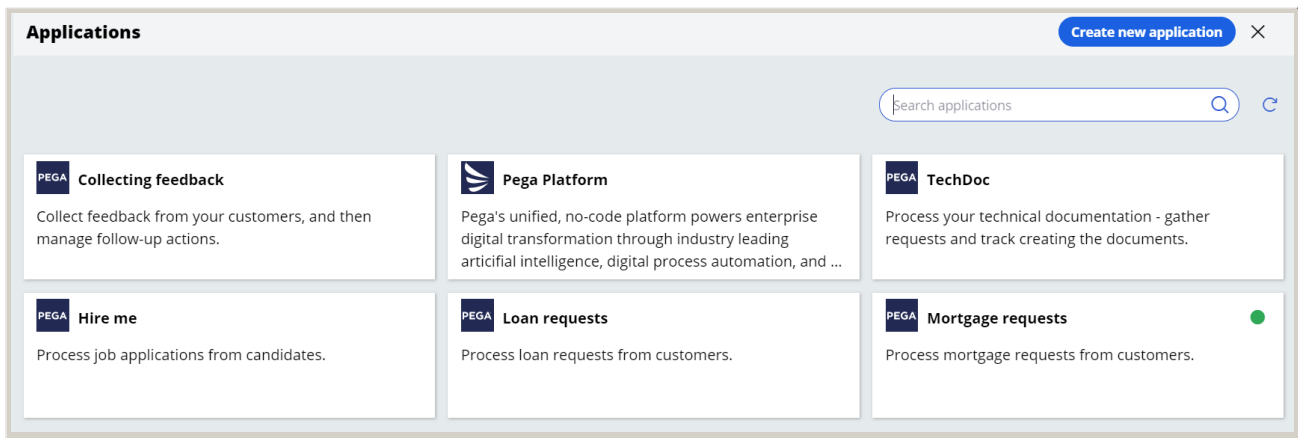 Applications
Create new application
Search applications
PEGA Collecting feedback
Collect feedback from your customers, and then
manage follow-up actions.
Pega Platform
Pega's unified, no-code platform powers enterprise
digital transformation through industry leading
articifial intelligence, digital process automation, and ...
PEGA TechDoc
Process your technical documentation - gather
requests and track creating the documents.
PEGA Hire me
Process job applications from candidates.
PEGA Loan requests
Process loan requests from customers.
PEGA Mortgage requests
Process mortgage requests from customers.